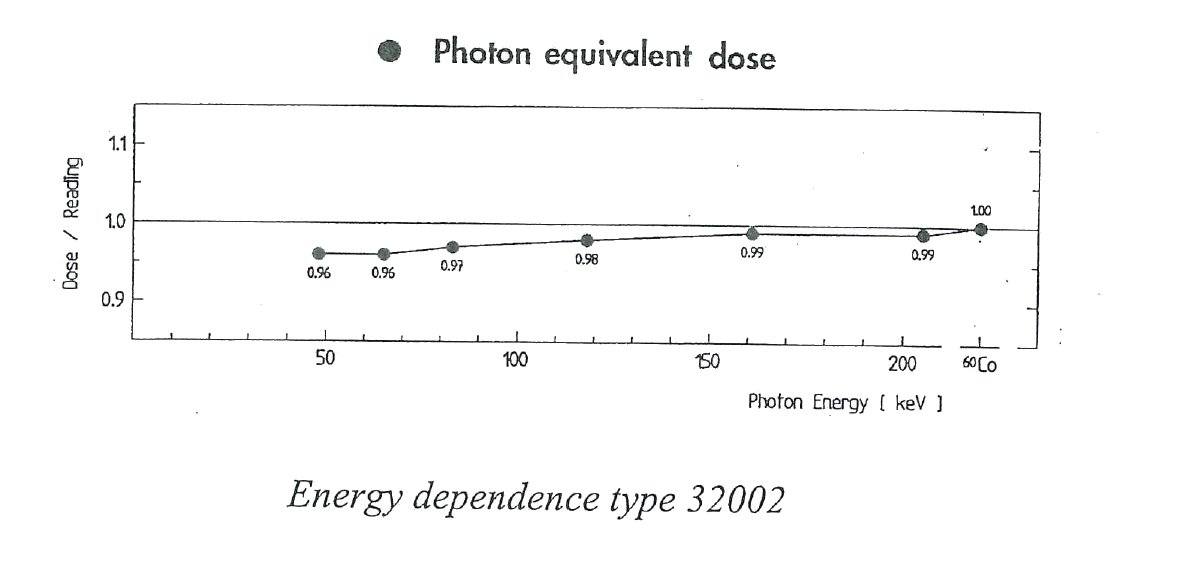 ● Photon equivalent dose
Dose / Reading
1.1
1.0
0.9
0.96 0.96 0.97 0.98 0.99 0.99 1.00
50 100 150 200 ⁶⁰Co
Photon Energy [ keV ]
Energy dependence type 32002